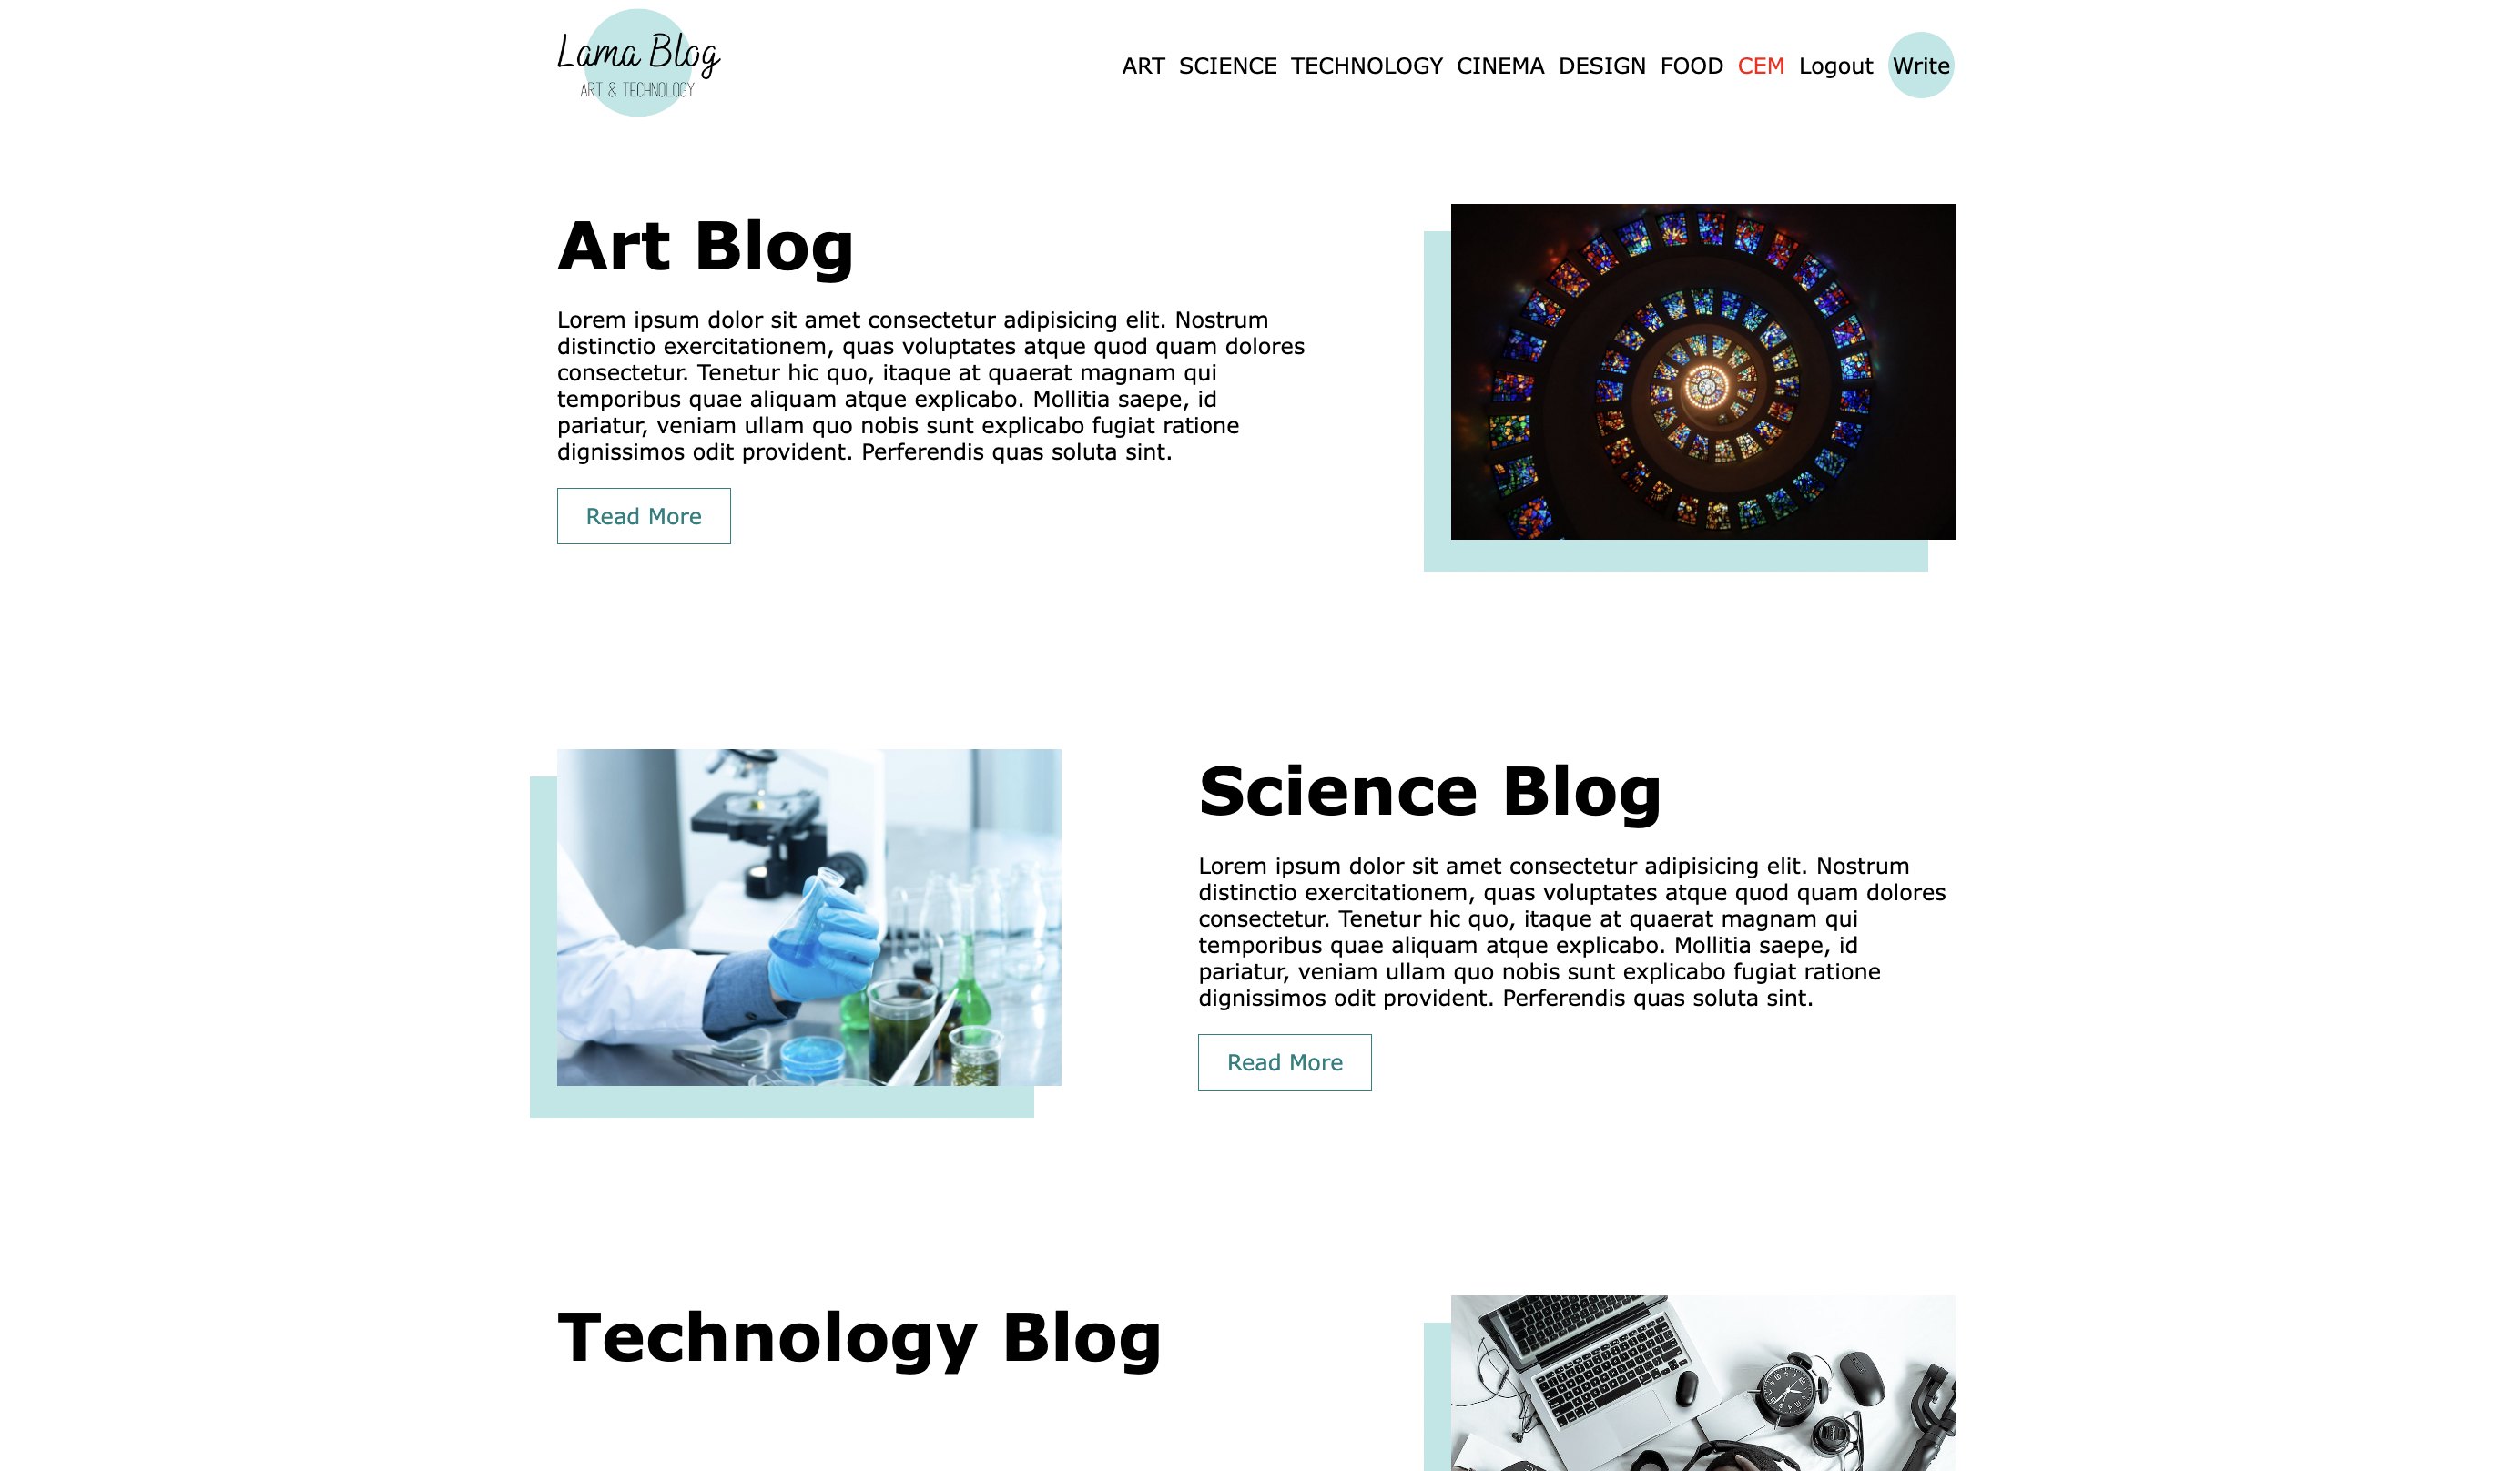 Lama Blog
ART & TECHNOLOGY
ART SCIENCE TECHNOLOGY CINEMA DESIGN FOOD CEM Logout Write
Art Blog
Lorem ipsum dolor sit amet consectetur adipisicing elit. Nostrum
distinctio exercitationem, quas voluptates atque quod quam dolores
consectetur. Tenetur hic quo, itaque at quaerat magnam qui
temporibus quae aliquam atque explicabo. Mollitia saepe, id
pariatur, veniam ullam quo nobis sunt explicabo fugiat ratione
dignissimos odit provident. Perferendis quas soluta sint.
Read More
Science Blog
Lorem ipsum dolor sit amet consectetur adipisicing elit. Nostrum
distinctio exercitationem, quas voluptates atque quod quam dolores
consectetur. Tenetur hic quo, itaque at quaerat magnam qui
temporibus quae aliquam atque explicabo. Mollitia saepe, id
pariatur, veniam ullam quo nobis sunt explicabo fugiat ratione
dignissimos odit provident. Perferendis quas soluta sint.
Read More
Technology Blog